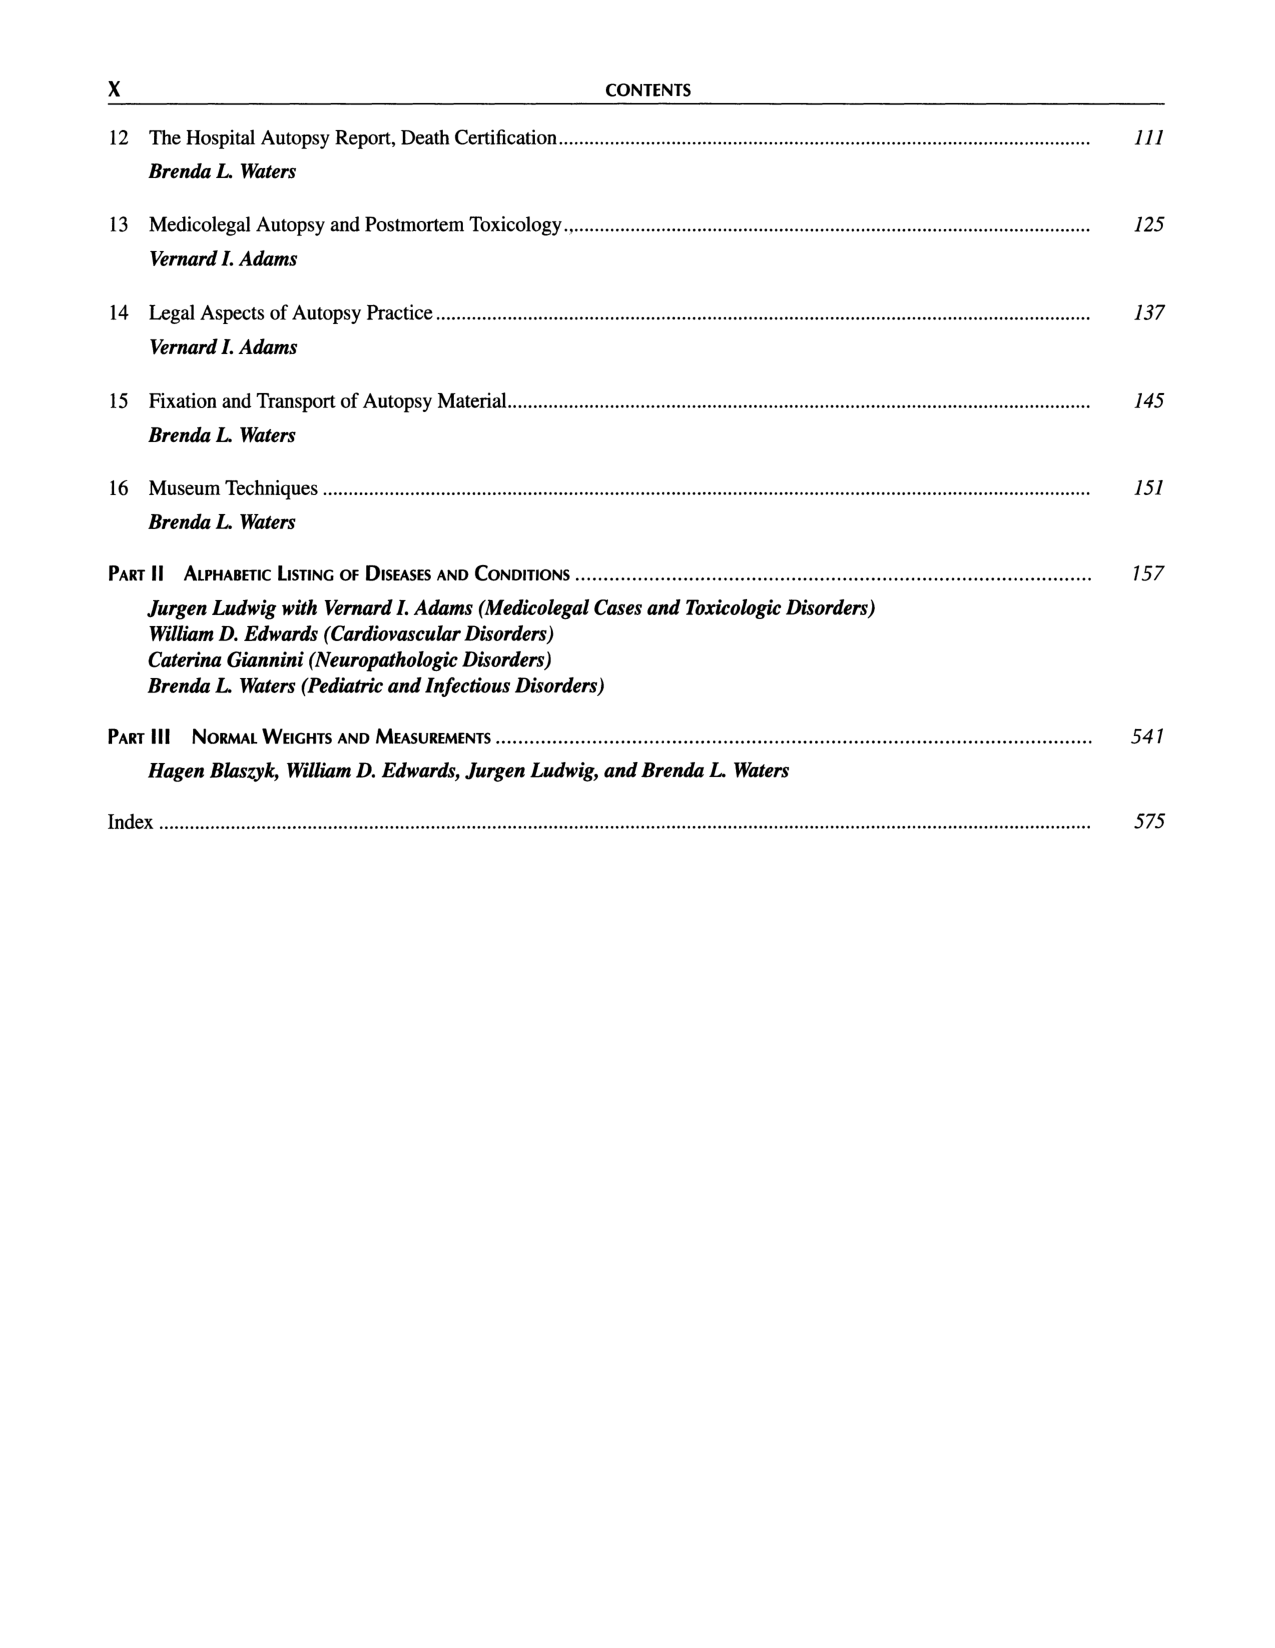 X CONTENTS
12 The Hospital Autopsy Report, Death Certification........................................................................................................ 111
Brenda L. Waters
13 Medicolegal Autopsy and Postmortem Toxicology.,..................................................................................................... 125
Vernard I. Adams
14 Legal Aspects of Autopsy Practice................................................................................................................................ 137
Vernard I. Adams
15 Fixation and Transport of Autopsy Material.................................................................................................................. 145
Brenda L. Waters
16 Museum Techniques ...................................................................................................................................................... 151
Brenda L. Waters
PART II ALPHABETIC LISTING OF DISEASES AND CONDITIONS ........................................................................................... 157
Jurgen Ludwig with Vernard I. Adams (Medicolegal Cases and Toxicologic Disorders)
William D. Edwards (Cardiovascular Disorders)
Caterina Giannini (Neuropathologic Disorders)
Brenda L. Waters (Pediatric and Infectious Disorders)
PART III NORMAL WEIGHTS AND MEASUREMENTS ......................................................................................................... 541
Hagen Blaszyk, William D. Edwards, Jurgen Ludwig, and Brenda L. Waters
Index ...................................................................................................................................................................................... 575